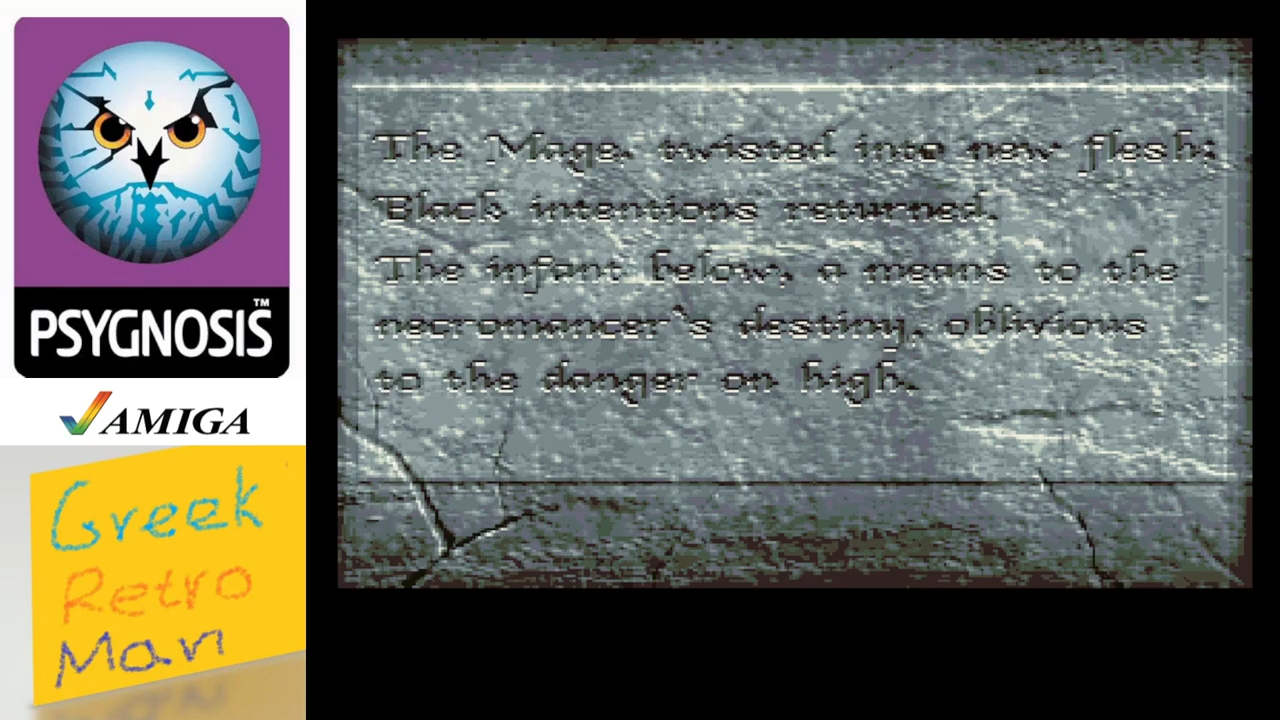 PSYGNOSIS™
AMIGA
Greek
Retro
Man
The Mage, twisted into new flesh;
Black intentions returned.
The infant below, a means to the
necromancer's destiny, oblivious
to the danger on high.